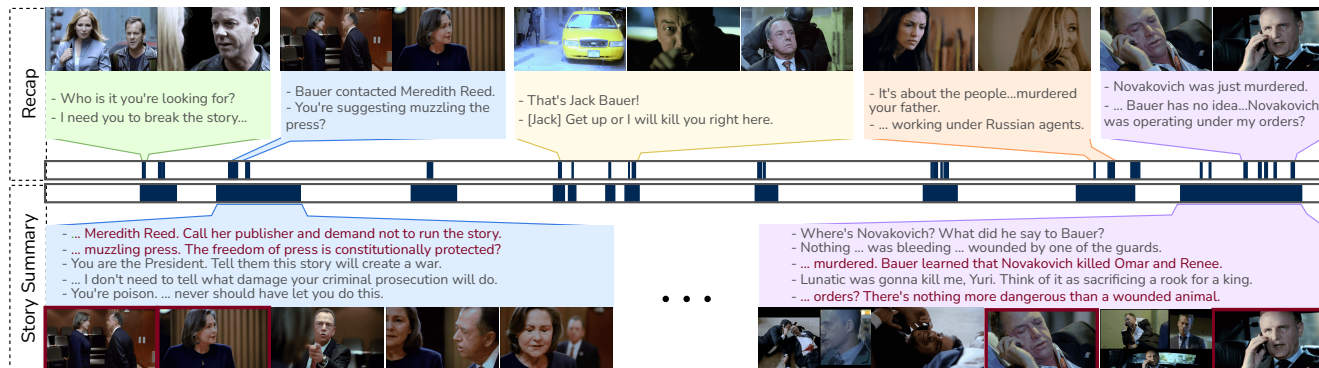 Recap
- Who is it you're looking for?
- I need you to break the story...
- Bauer contacted Meredith Reed.
- You're suggesting muzzling the
press?
- That's Jack Bauer!
- [Jack] Get up or I will kill you right here.
- It's about the people...murdered
your father.
- ... working under Russian agents.
- Novakovich was just murdered.
- ... Bauer has no idea...Novakovich
was operating under my orders?
Story Summary
- ... Meredith Reed. Call her publisher and demand not to run the story.
- ... muzzling press. The freedom of press is constitutionally protected?
- You are the President. Tell them this story will create a war.
- ... I don't need to tell what damage your criminal prosecution will do.
- You're poison. ... never should have let you do this.
• • •
- Where's Novakovich? What did he say to Bauer?
- Nothing ... was bleeding ... wounded by one of the guards.
- ... murdered. Bauer learned that Novakovich killed Omar and Renee.
- Lunatic was gonna kill me, Yuri. Think of it as sacrificing a rook for a king.
- ... orders? There's nothing more dangerous than a wounded animal.